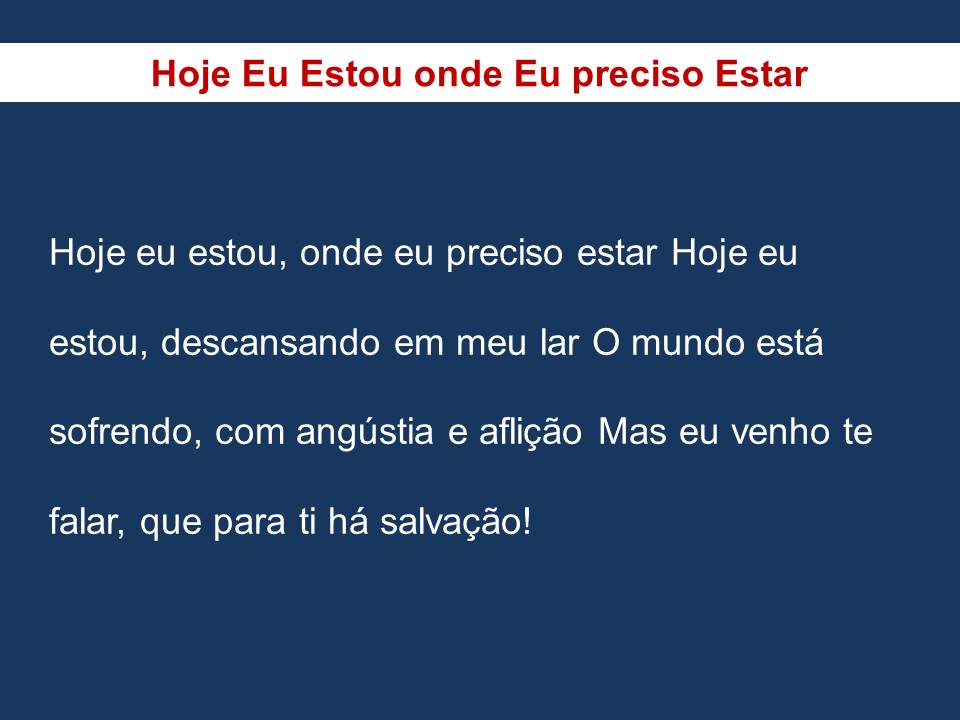 Hoje Eu Estou onde Eu preciso Estar
Hoje eu estou, onde eu preciso estar Hoje eu
estou, descansando em meu lar O mundo está
sofrendo, com angústia e aflição Mas eu venho te
falar, que para ti há salvação!